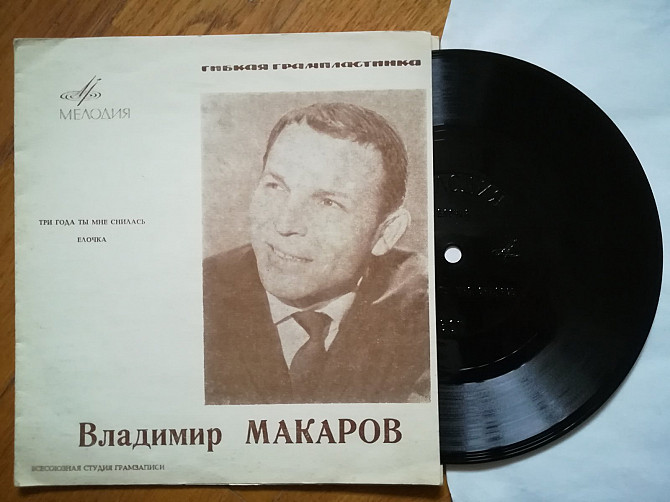 ГИБКАЯ ГРАМПЛАСТИНКА
МЕЛОДИЯ
ТРИ ГОДА ТЫ МНЕ СНИЛАСЬ
ЕЛОЧКА
Владимир МАКАРОВ
ВСЕСОЮЗНАЯ СТУДИЯ ГРАМЗАПИСИ